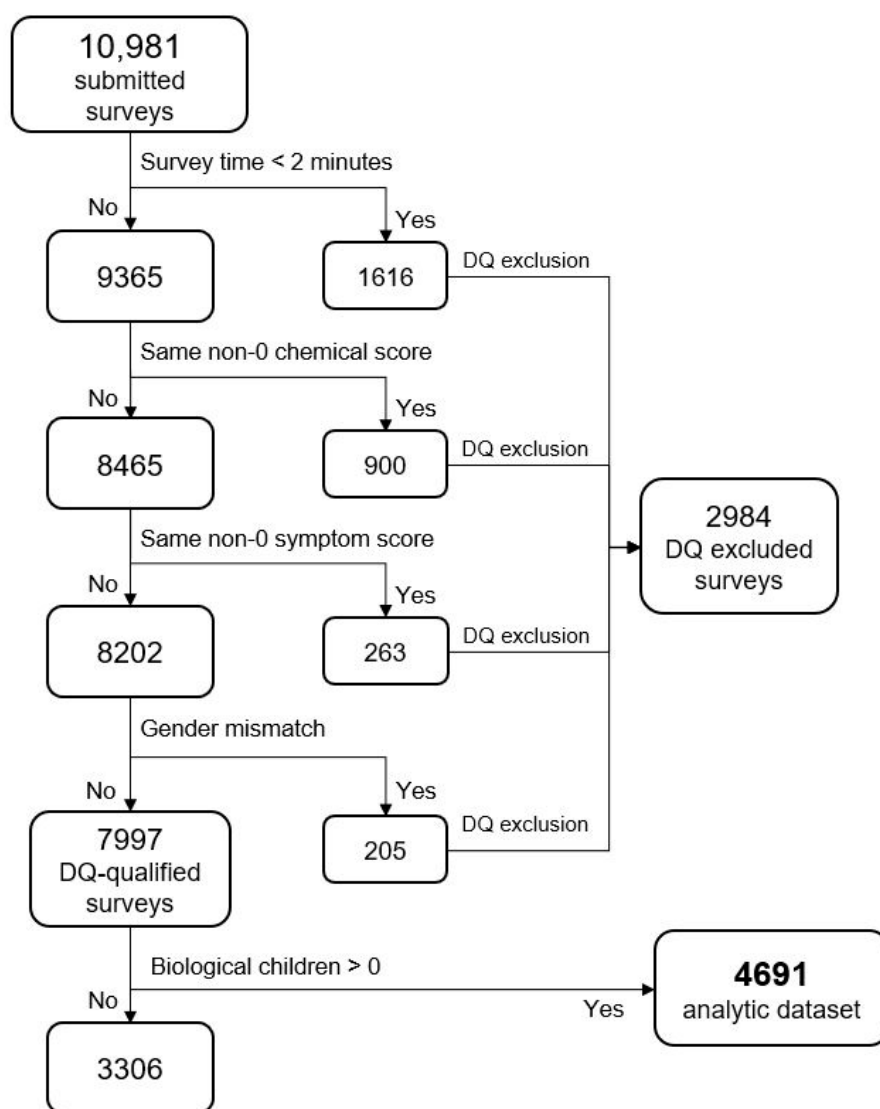 10,981
submitted
surveys
Survey time < 2 minutes
No
Yes
9365
1616
DQ exclusion
Same non-0 chemical score
No
Yes
8465
900
DQ exclusion
2984
DQ excluded
surveys
Same non-0 symptom score
No
Yes
8202
263
DQ exclusion
Gender mismatch
No
Yes
7997
DQ-qualified
surveys
205
DQ exclusion
Biological children > 0
No
Yes
4691
analytic dataset
3306